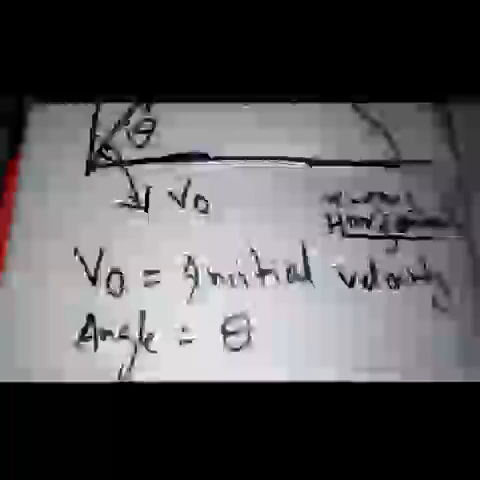 θ
V₀
V₀ = Initial velocity
Angle = θ